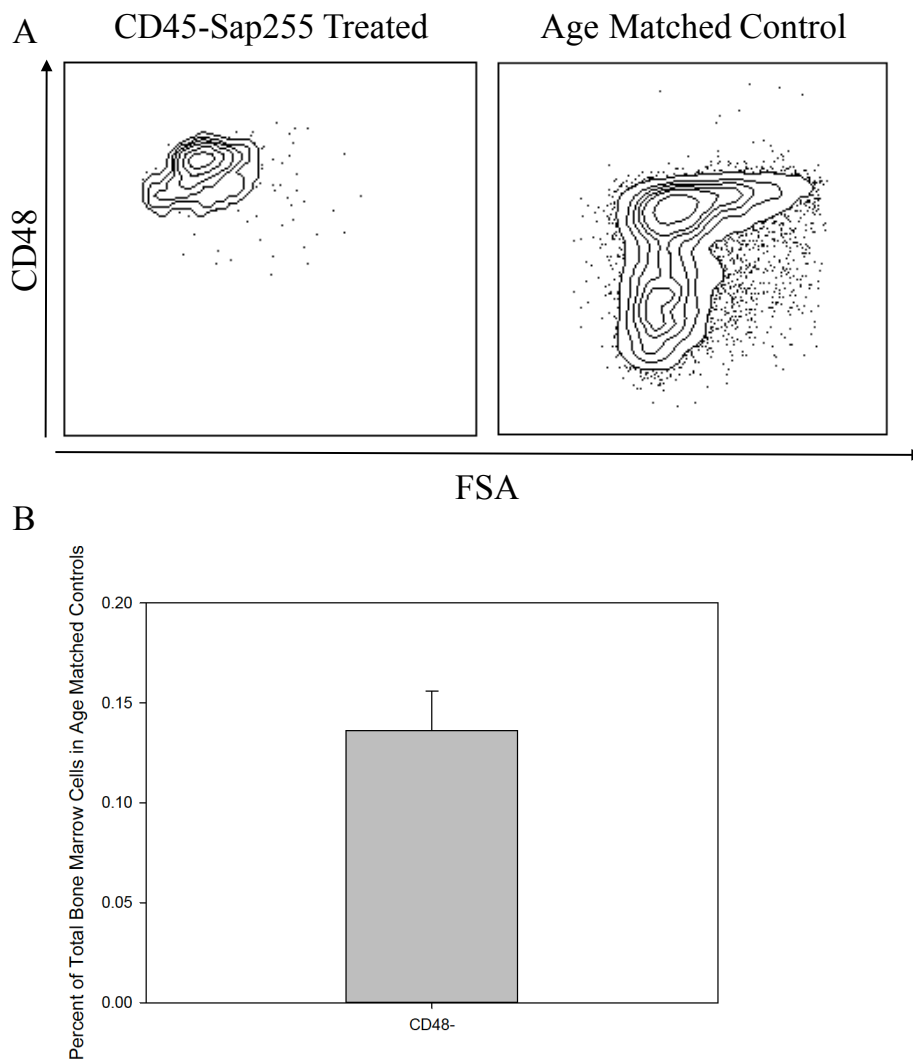 A
CD45-Sap255 Treated
Age Matched Control
CD48
FSA
B
Percent of Total Bone Marrow Cells in Age Matched Controls
0.20
0.15
0.10
0.05
0.00
CD48-